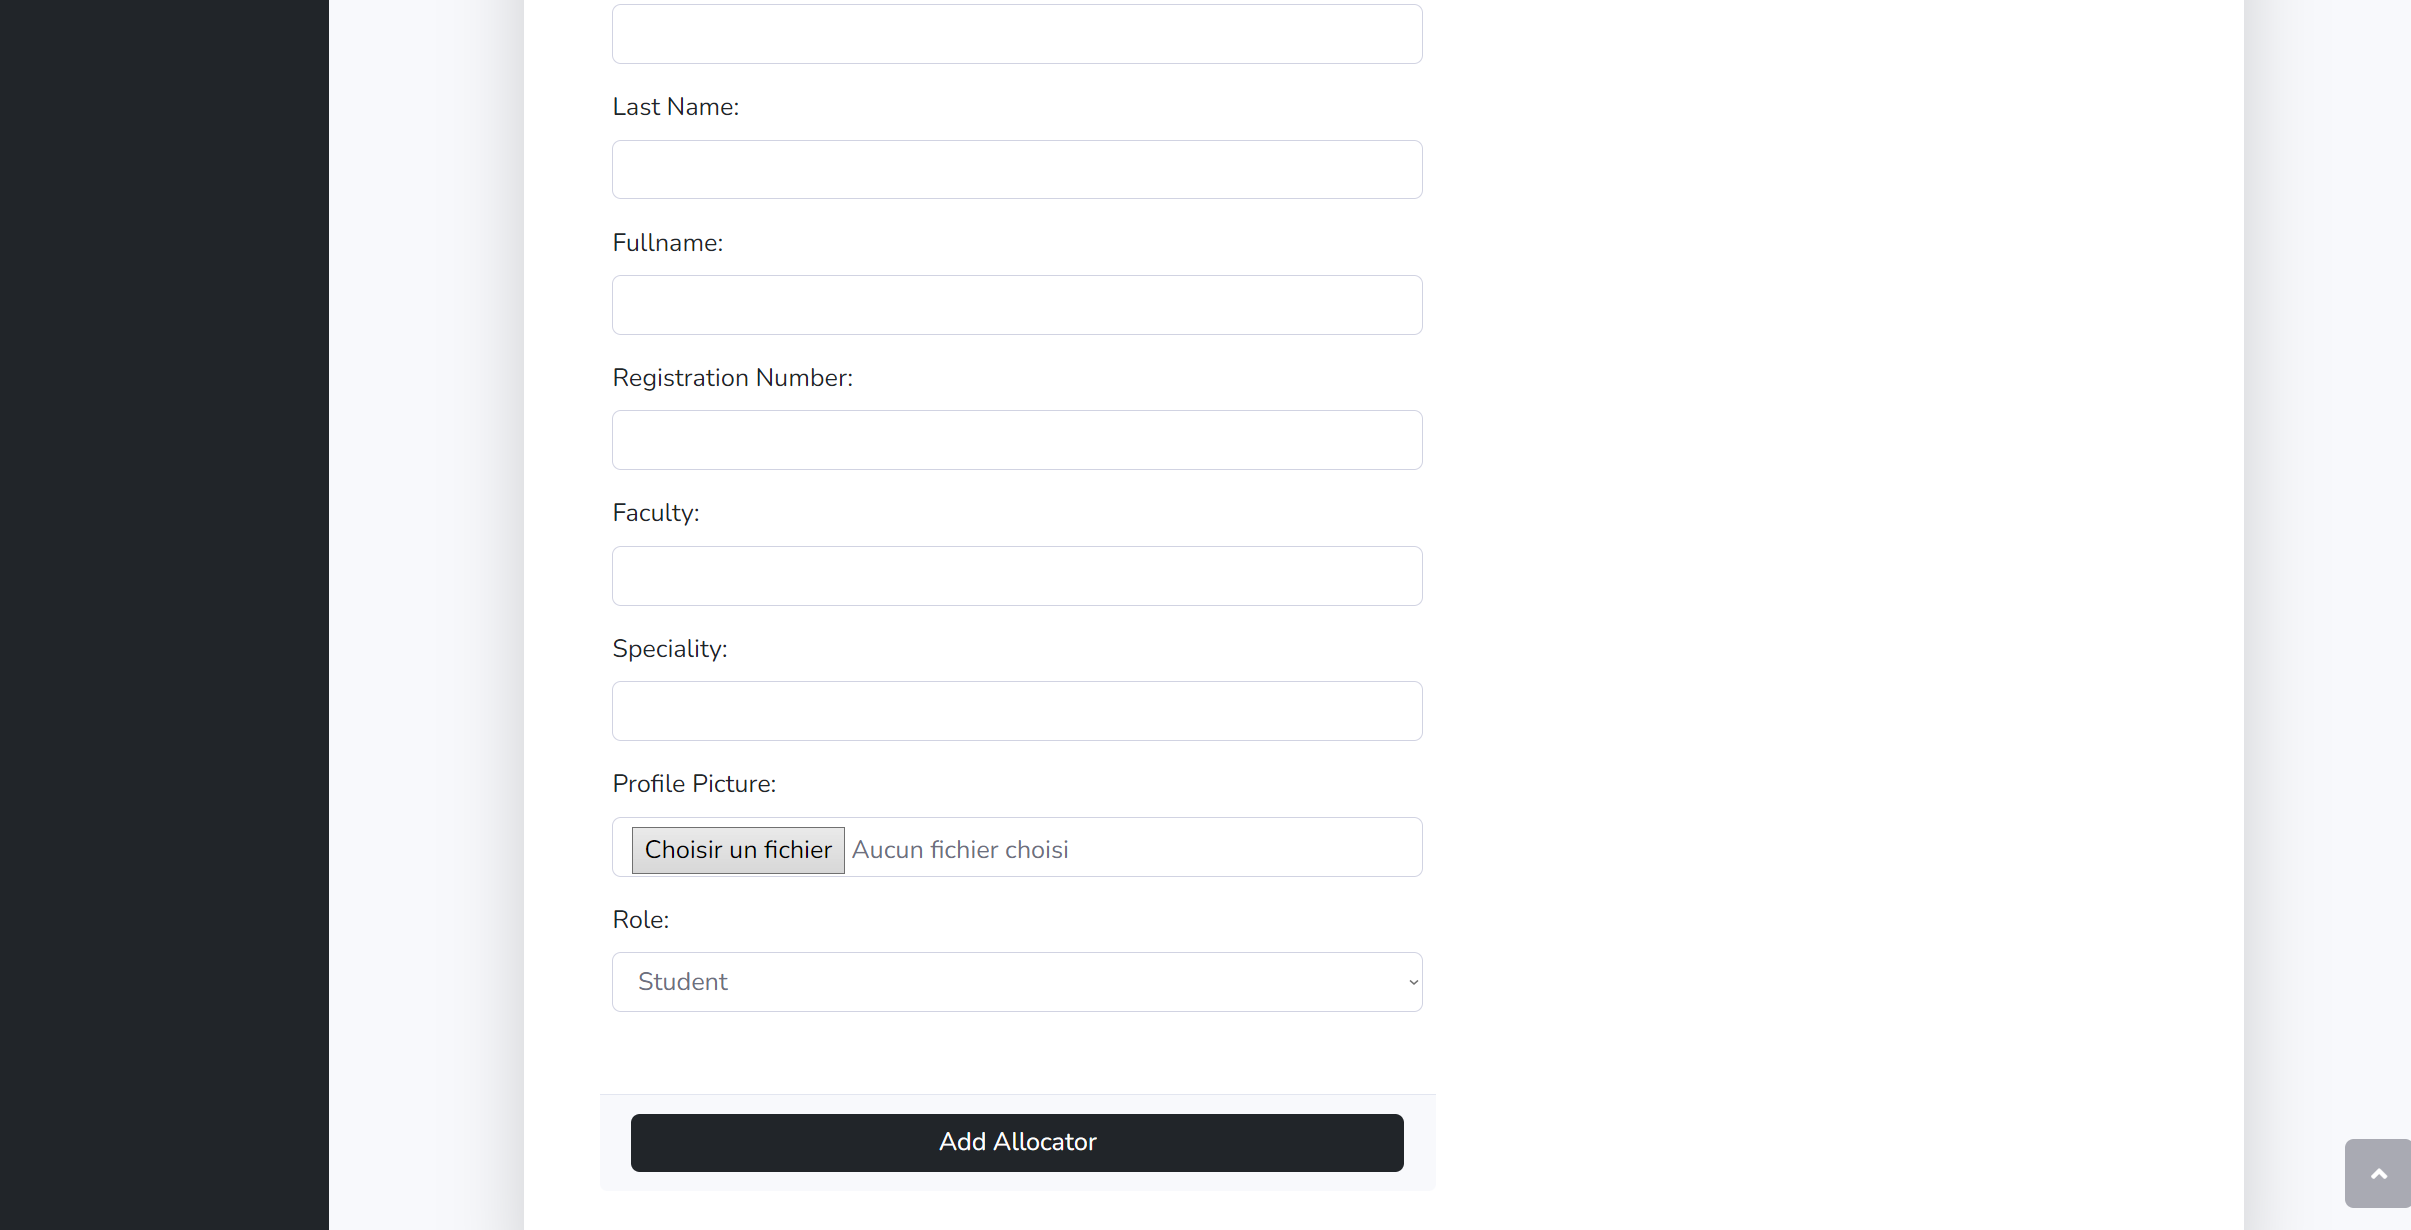 Last Name:
Fullname:
Registration Number:
Faculty:
Speciality:
Profile Picture:
Choisir un fichier Aucun fichier choisi
Role:
Student
Add Allocator